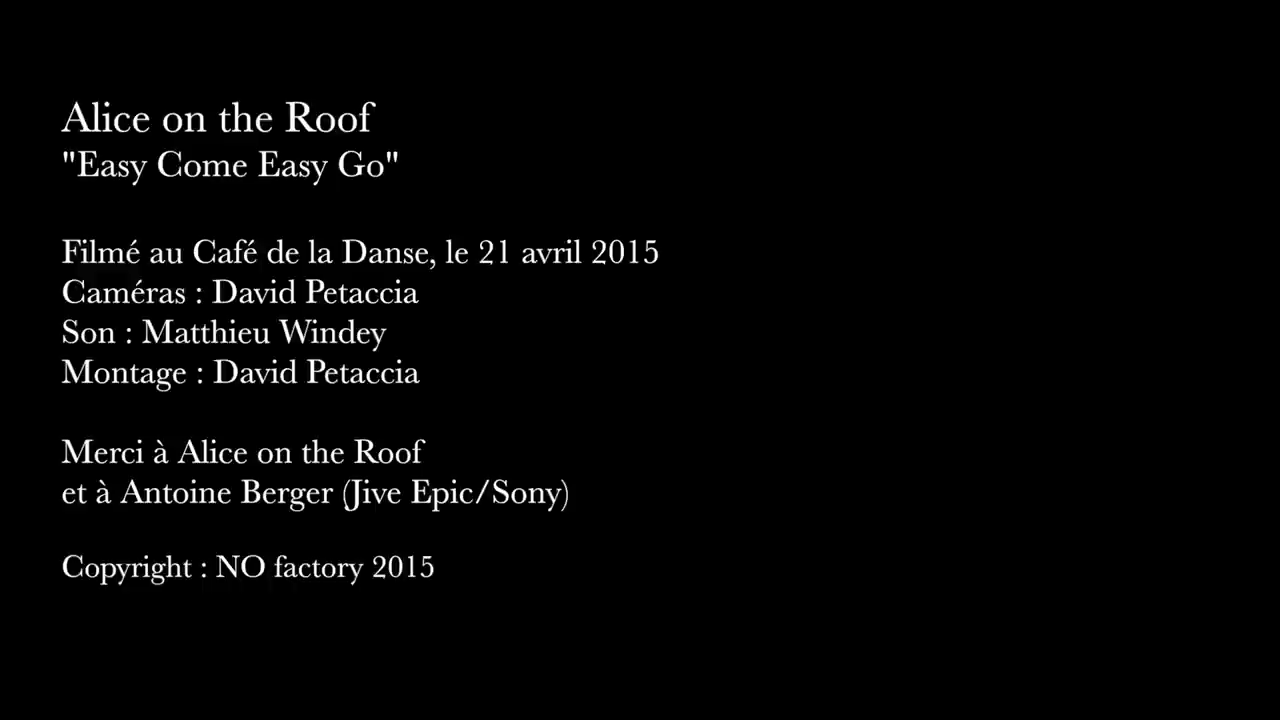 Alice on the Roof
"Easy Come Easy Go"
Filmé au Café de la Danse, le 21 avril 2015
Caméras : David Petaccia
Son : Matthieu Windey
Montage : David Petaccia
Merci à Alice on the Roof
et à Antoine Berger (Jive Epic/Sony)
Copyright : NO factory 2015